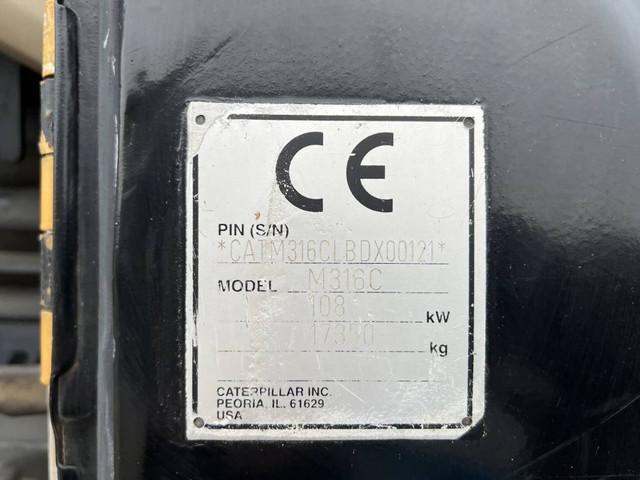 CE
PIN (S/N)
*CATM316CLBDX00121*
MODEL M316C
108 kW
17350 kg
CATERPILLAR INC.
PEORIA, IL. 61629
USA